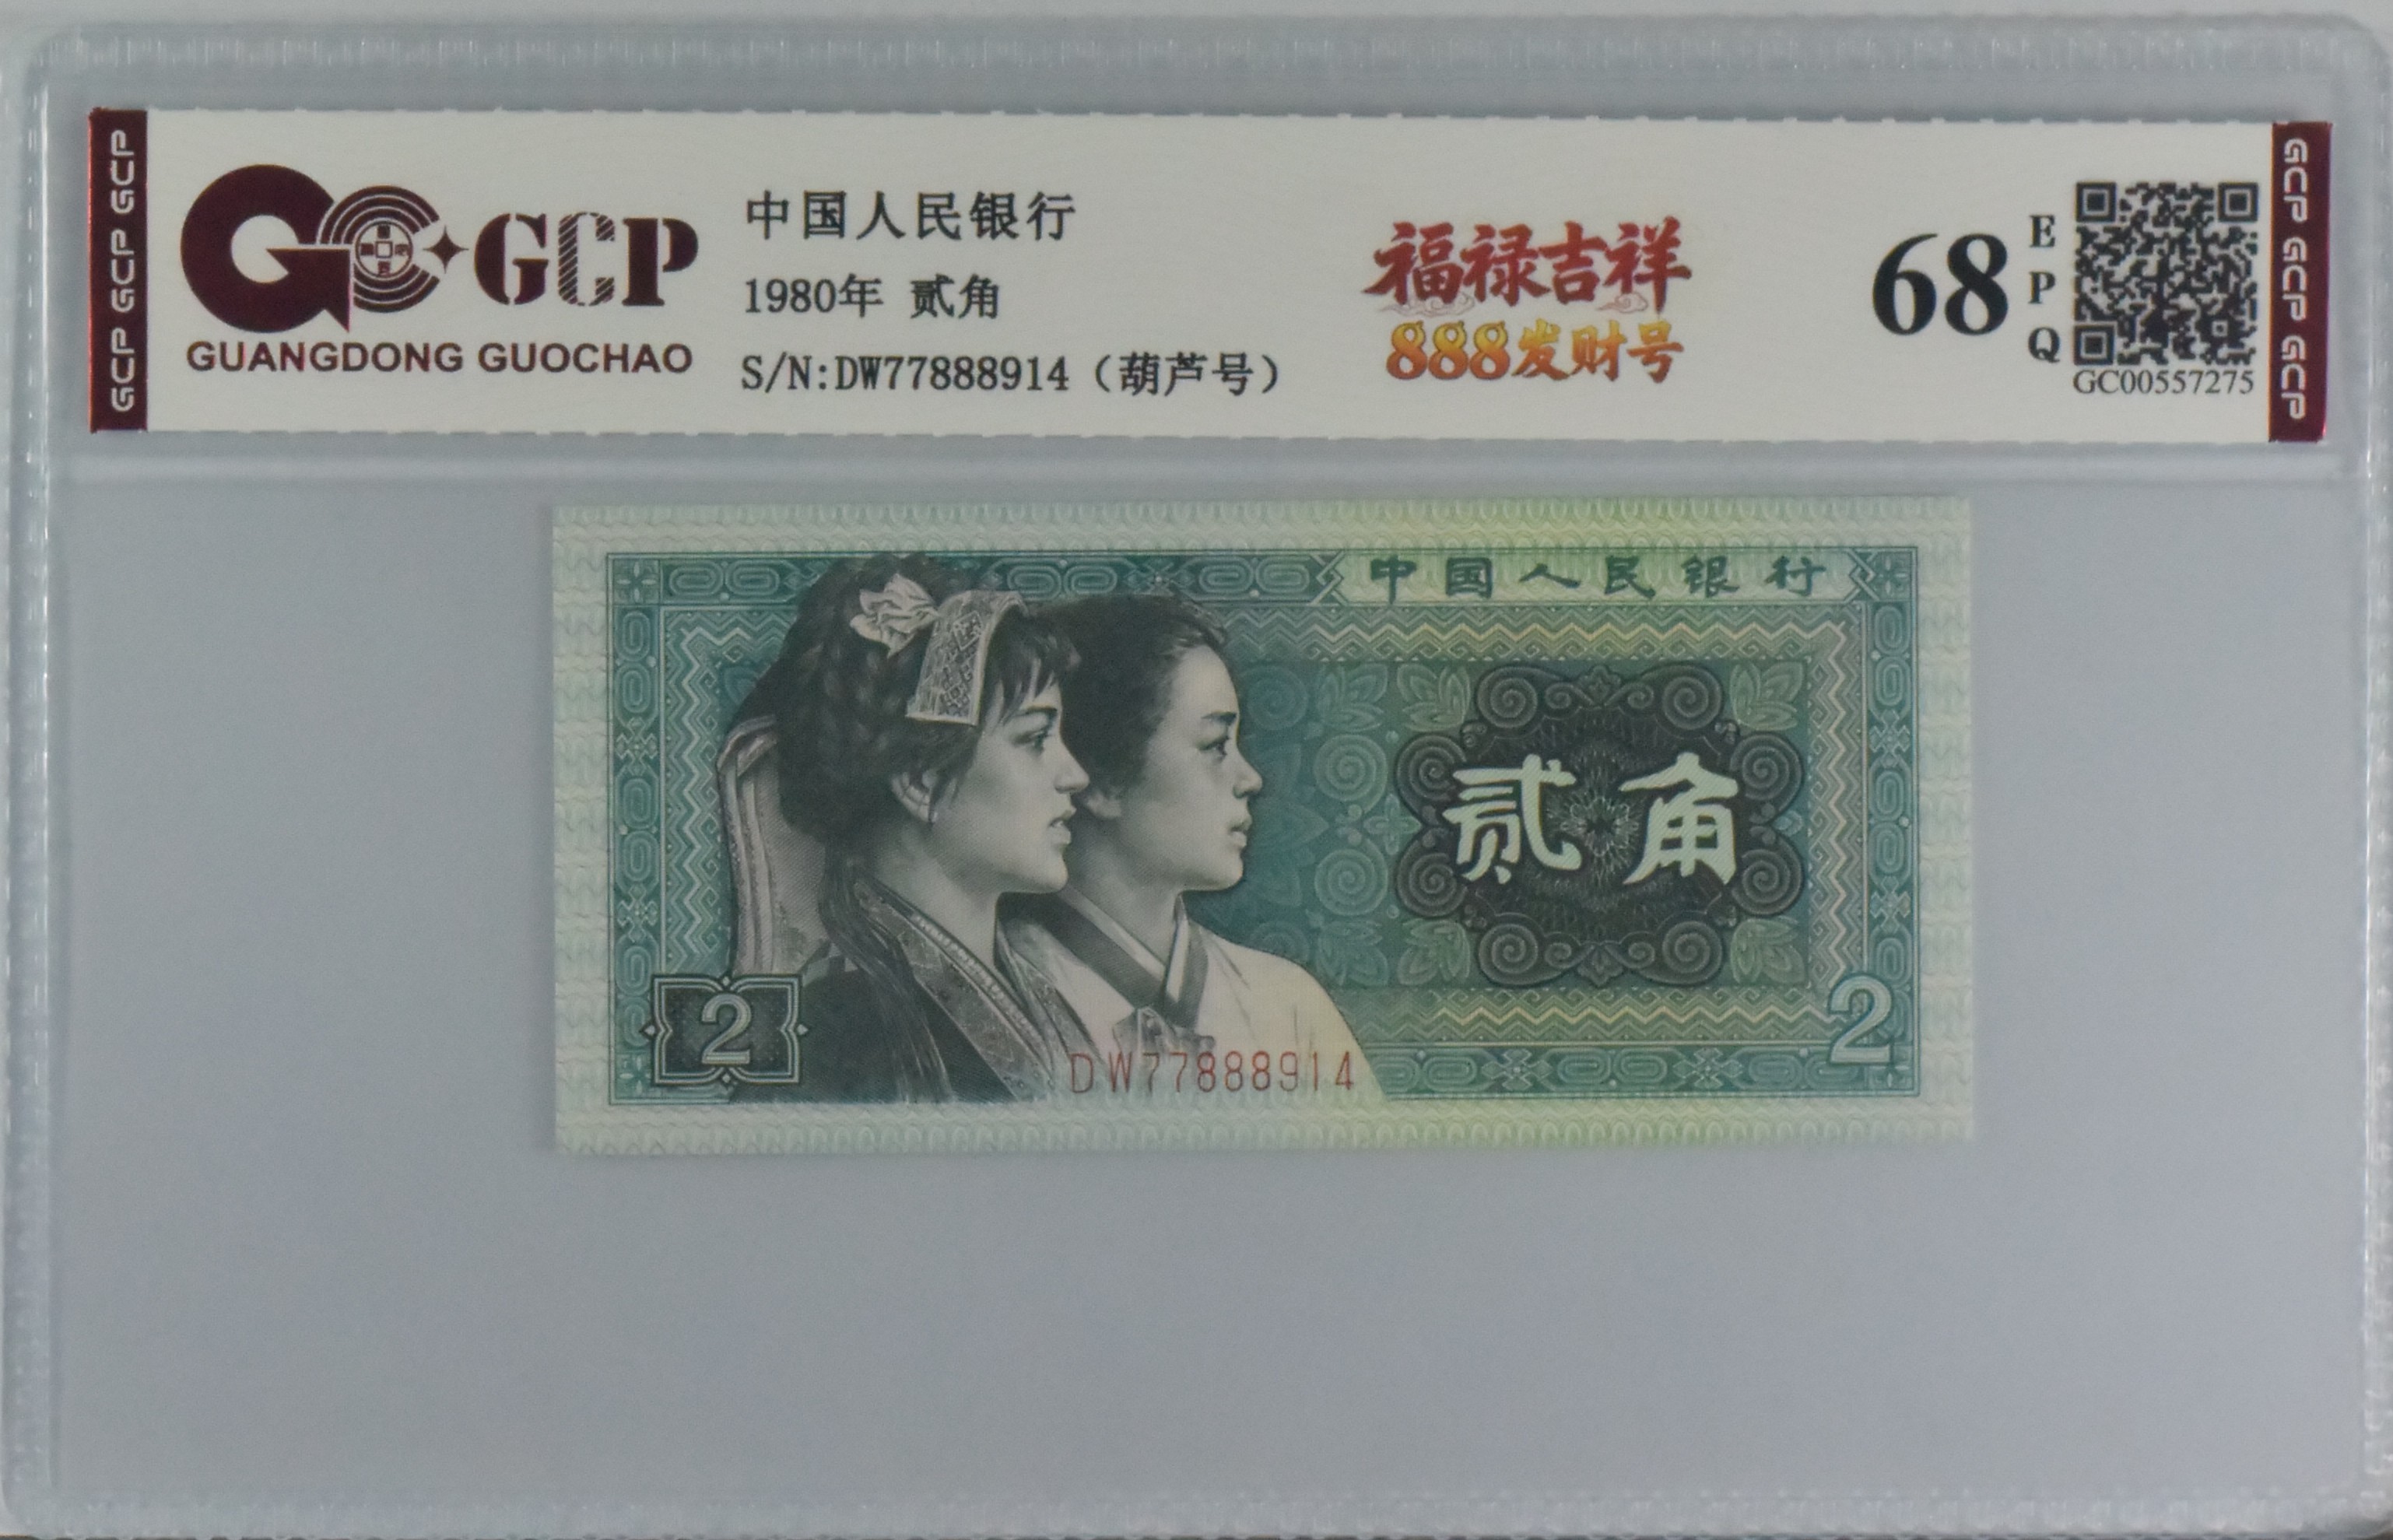 GCP GCP GCP
GCP
GUANGDONG GUOCHAO
中国人民银行
1980年 贰角
S/N:DW77888914（葫芦号）
福禄吉祥
888发财号
68
E
P
Q
GC00557275
GCP GCP GCP
中国人民银行
贰角
2
2
DW77888914